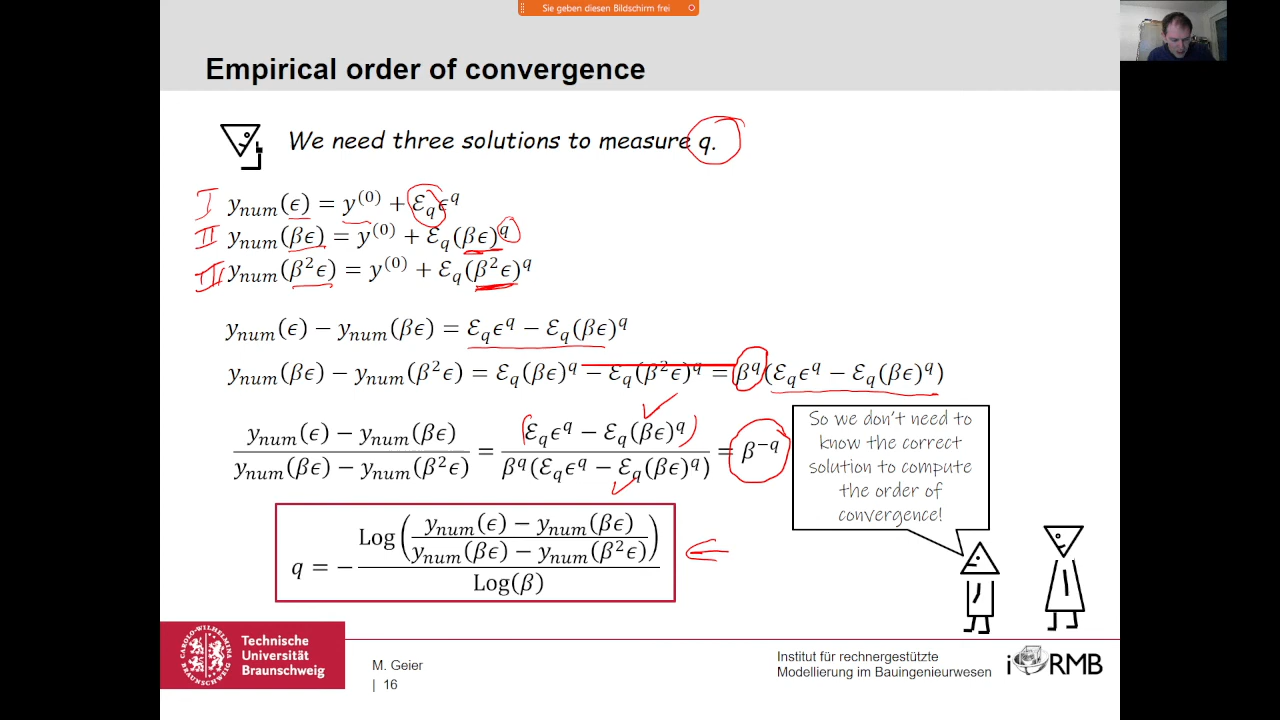 Sie geben diesen Bildschirm frei
Empirical order of convergence
We need three solutions to measure q.
I y_num(ϵ) = y^(0) + ℰ_q ϵ^q
II y_num(βϵ) = y^(0) + ℰ_q(βϵ)^q
III y_num(β²ϵ) = y^(0) + ℰ_q(β²ϵ)^q
y_num(ϵ) − y_num(βϵ) = ℰ_q ϵ^q − ℰ_q(βϵ)^q
y_num(βϵ) − y_num(β²ϵ) = ℰ_q(βϵ)^q − ℰ_q(β²ϵ)^q = β^q(ℰ_q ϵ^q − ℰ_q(βϵ)^q)
(y_num(ϵ) − y_num(βϵ)) / (y_num(βϵ) − y_num(β²ϵ)) = (ℰ_q ϵ^q − ℰ_q(βϵ)^q) / (β^q(ℰ_q ϵ^q − ℰ_q(βϵ)^q)) = β^−q
q = − Log((y_num(ϵ) − y_num(βϵ)) / (y_num(βϵ) − y_num(β²ϵ))) / Log(β)
So we don't need to
know the correct
solution to compute
the order of
convergence!
CAROLO-WILHELMINA
BRAUNSCHWEIG
Technische
Universität
Braunschweig
M. Geier
| 16
Institut für rechnergestützte
Modellierung im Bauingenieurwesen
iRMB